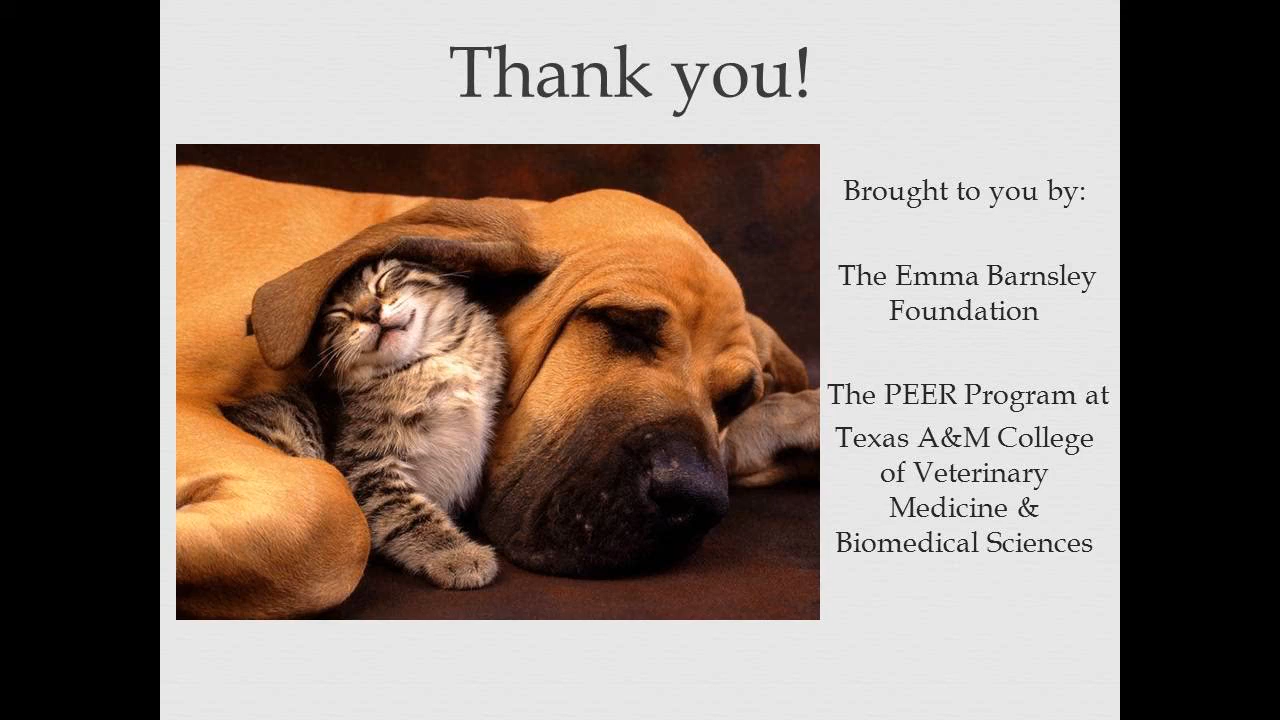 Thank you!
Brought to you by:
The Emma Barnsley
Foundation
The PEER Program at
Texas A&M College
of Veterinary
Medicine &
Biomedical Sciences